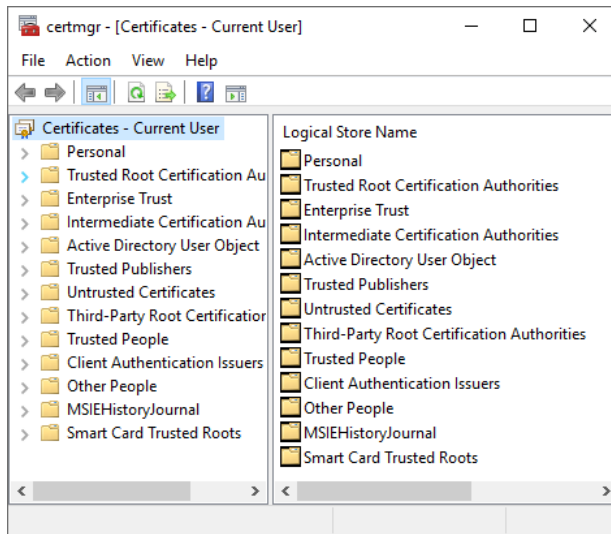 certmgr - [Certificates - Current User]
File Action View Help
Certificates - Current User
Personal
Trusted Root Certification Au
Enterprise Trust
Intermediate Certification Au
Active Directory User Object
Trusted Publishers
Untrusted Certificates
Third-Party Root Certification
Trusted People
Client Authentication Issuers
Other People
MSIEHistoryJournal
Smart Card Trusted Roots
Logical Store Name
Personal
Trusted Root Certification Authorities
Enterprise Trust
Intermediate Certification Authorities
Active Directory User Object
Trusted Publishers
Untrusted Certificates
Third-Party Root Certification Authorities
Trusted People
Client Authentication Issuers
Other People
MSIEHistoryJournal
Smart Card Trusted Roots